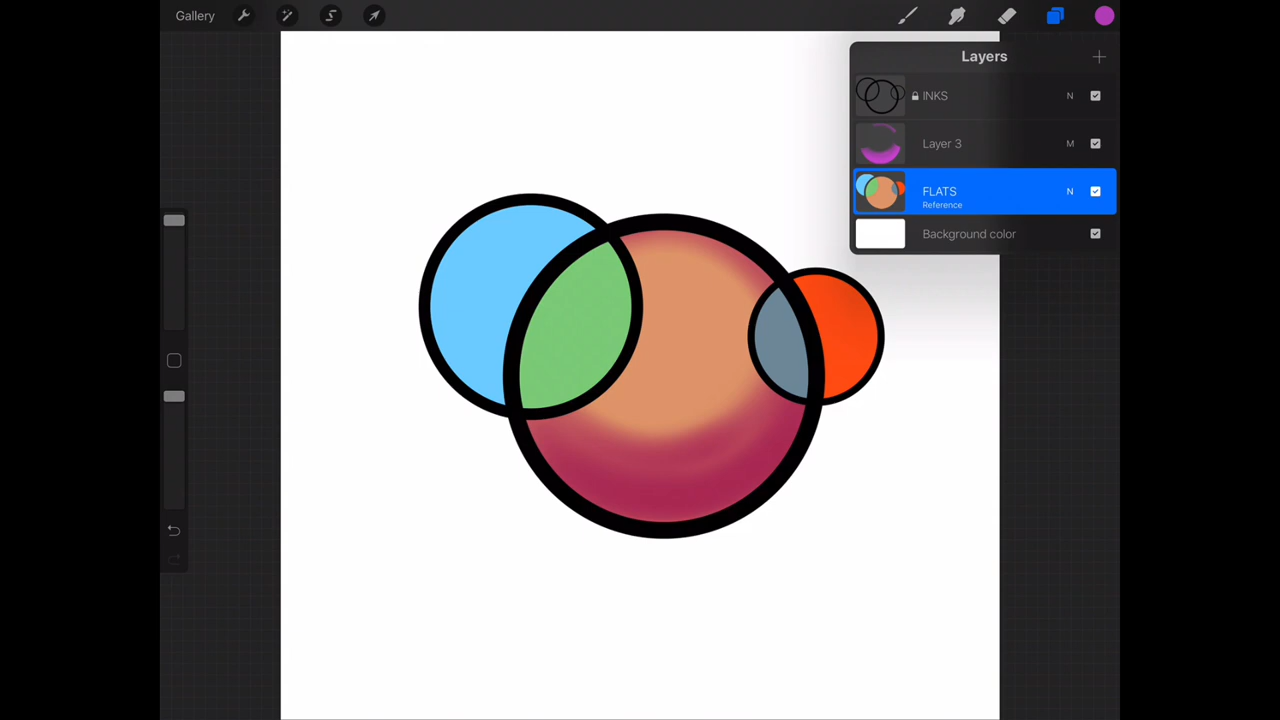 Gallery
Layers
INKS N
Layer 3 M
FLATS N
Reference
Background color